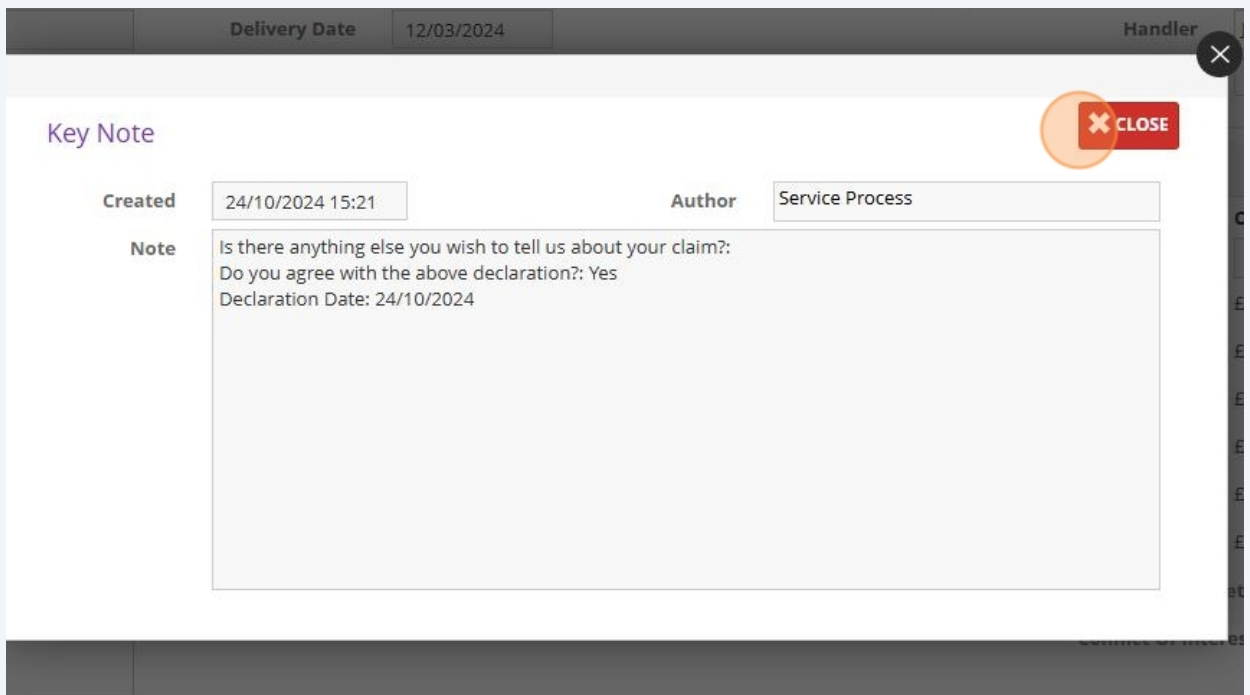 Delivery Date 12/03/2024 Handler
Key Note
CLOSE
Created 24/10/2024 15:21 Author Service Process
Note
Is there anything else you wish to tell us about your claim?:
Do you agree with the above declaration?: Yes
Declaration Date: 24/10/2024
£
£
£
£
£
£